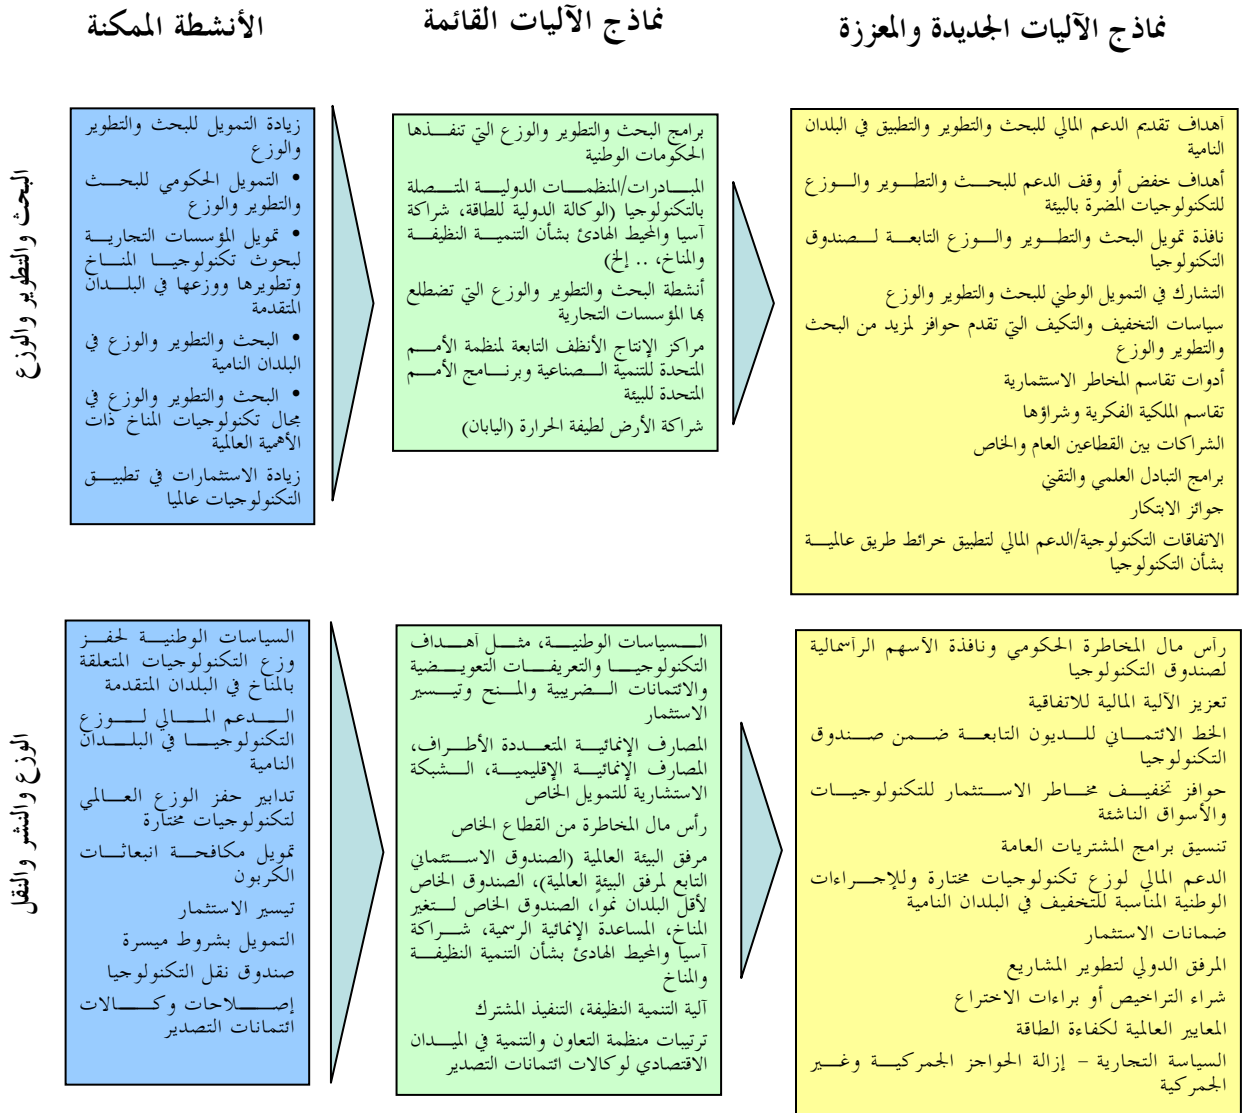 الأنشطة الممكنة
نماذج الآليات القائمة
نماذج الآليات الجديدة والمعززة
البحث والتطوير والوزع
زيادة التمويل للبحث والتطوير
والوزع
• التمويل الحكومي للبحث
والتطوير والوزع
• تمويل المؤسسات التجارية
لبحوث تكنولوجيا المناخ
وتطويرها ووزعها في البلدان
المتقدمة
• البحث والتطوير والوزع في
البلدان النامية
• البحث والتطوير والوزع في
مجال تكنولوجيات المناخ ذات
الأهمية العالمية
زيادة الاستثمارات في تطبيق
التكنولوجيات عالميا
برامج البحث والتطوير والوزع التي تنفذها
الحكومات الوطنية
المبادرات/المنظمات الدولية المتصلة
بالتكنولوجيا (الوكالة الدولية للطاقة، شراكة
آسيا والمحيط الهادئ بشأن التنمية النظيفة
والمناخ، .. إلخ)
أنشطة البحث والتطوير والوزع التي تضطلع
بها المؤسسات التجارية
مراكز الإنتاج الأنظف التابعة لمنظمة الأمم
المتحدة للتنمية الصناعية وبرنامج الأمم
المتحدة للبيئة
شراكة الأرض لطيفة الحرارة (اليابان)
أهداف تقديم الدعم المالي للبحث والتطوير والتطبيق في البلدان
النامية
أهداف خفض أو وقف الدعم للبحث والتطوير والوزع
للتكنولوجيات المضرة بالبيئة
نافذة تمويل البحث والتطوير والوزع التابعة لصندوق
التكنولوجيا
التشارك في التمويل الوطني للبحث والتطوير والوزع
سياسات التخفيف والتكيف التي تقدم حوافز لمزيد من البحث
والتطوير والوزع
أدوات تقاسم المخاطر الاستثمارية
تقاسم الملكية الفكرية وشراؤها
الشراكات بين القطاعين العام والخاص
برامج التبادل العلمي والتقني
جوائز الابتكار
الاتفاقات التكنولوجية/الدعم المالي لتطبيق خرائط طريق عالمية
بشأن التكنولوجيا
الوزع والنشر والنقل
السياسات الوطنية لحفز
وزع التكنولوجيات المتعلقة
بالمناخ في البلدان المتقدمة
الدعم المالي لوزع
التكنولوجيا في البلدان
النامية
تدابير حفز الوزع العالمي
لتكنولوجيات مختارة
تمويل مكافحة انبعاثات
الكربون
تيسير الاستثمار
التمويل بشروط ميسرة
صندوق نقل التكنولوجيا
إصلاحات وكالات
ائتمانات التصدير
السياسات الوطنية، مثل أهداف
التكنولوجيا والتعريفات التعويضية
والائتمانات الضريبية والمنح وتيسير
الاستثمار
المصارف الإنمائية المتعددة الأطراف،
المصارف الإنمائية الإقليمية، الشبكة
الاستشارية للتمويل الخاص
رأس مال المخاطرة من القطاع الخاص
مرفق البيئة العالمية (الصندوق الاستئماني
التابع لمرفق البيئة العالمية)، الصندوق الخاص
لأقل البلدان نمواً، الصندوق الخاص لتغير
المناخ، المساعدة الإنمائية الرسمية، شراكة
آسيا والمحيط الهادئ بشأن التنمية النظيفة
والمناخ
آلية التنمية النظيفة، التنفيذ المشترك
ترتيبات منظمة التعاون والتنمية في الميدان
الاقتصادي لوكالات ائتمانات التصدير
رأس مال المخاطرة الحكومي ونافذة الأسهم الرأسمالية
لصندوق التكنولوجيا
تعزيز الآلية المالية للاتفاقية
الخط الائتماني للديون التابعة ضمن صندوق
التكنولوجيا
حوافز تخفيف مخاطر الاستثمار للتكنولوجيات
والأسواق الناشئة
تنسيق برامج المشتريات العامة
الدعم المالي لوزع تكنولوجيات مختارة وللإجراءات
الوطنية المناسبة للتخفيف في البلدان النامية
ضمانات الاستثمار
المرفق الدولي لتطوير المشاريع
شراء التراخيص أو براءات الاختراع
المعايير العالمية لكفاءة الطاقة
السياسة التجارية – إزالة الحواجز الجمركية وغير
الجمركية